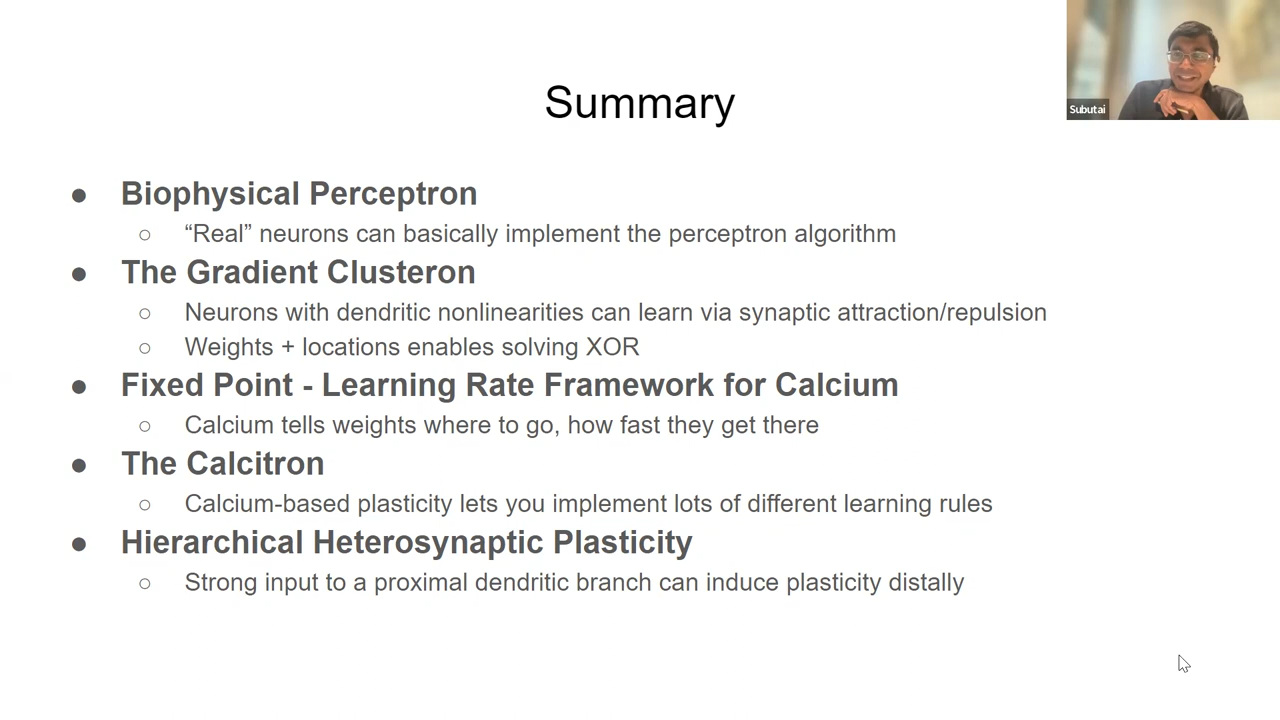 Subutai
Summary
● Biophysical Perceptron
○ “Real” neurons can basically implement the perceptron algorithm
● The Gradient Clusteron
○ Neurons with dendritic nonlinearities can learn via synaptic attraction/repulsion
○ Weights + locations enables solving XOR
● Fixed Point - Learning Rate Framework for Calcium
○ Calcium tells weights where to go, how fast they get there
● The Calcitron
○ Calcium-based plasticity lets you implement lots of different learning rules
● Hierarchical Heterosynaptic Plasticity
○ Strong input to a proximal dendritic branch can induce plasticity distally